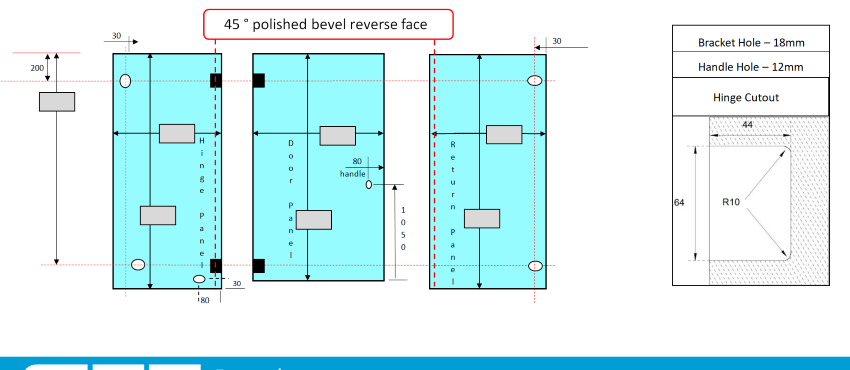 45 ° polished bevel reverse face
30
30
200
Hinge Panel
Door Panel
Return Panel
80
handle
1050
30
80
Bracket Hole – 18mm
Handle Hole – 12mm
Hinge Cutout
44
64
R10